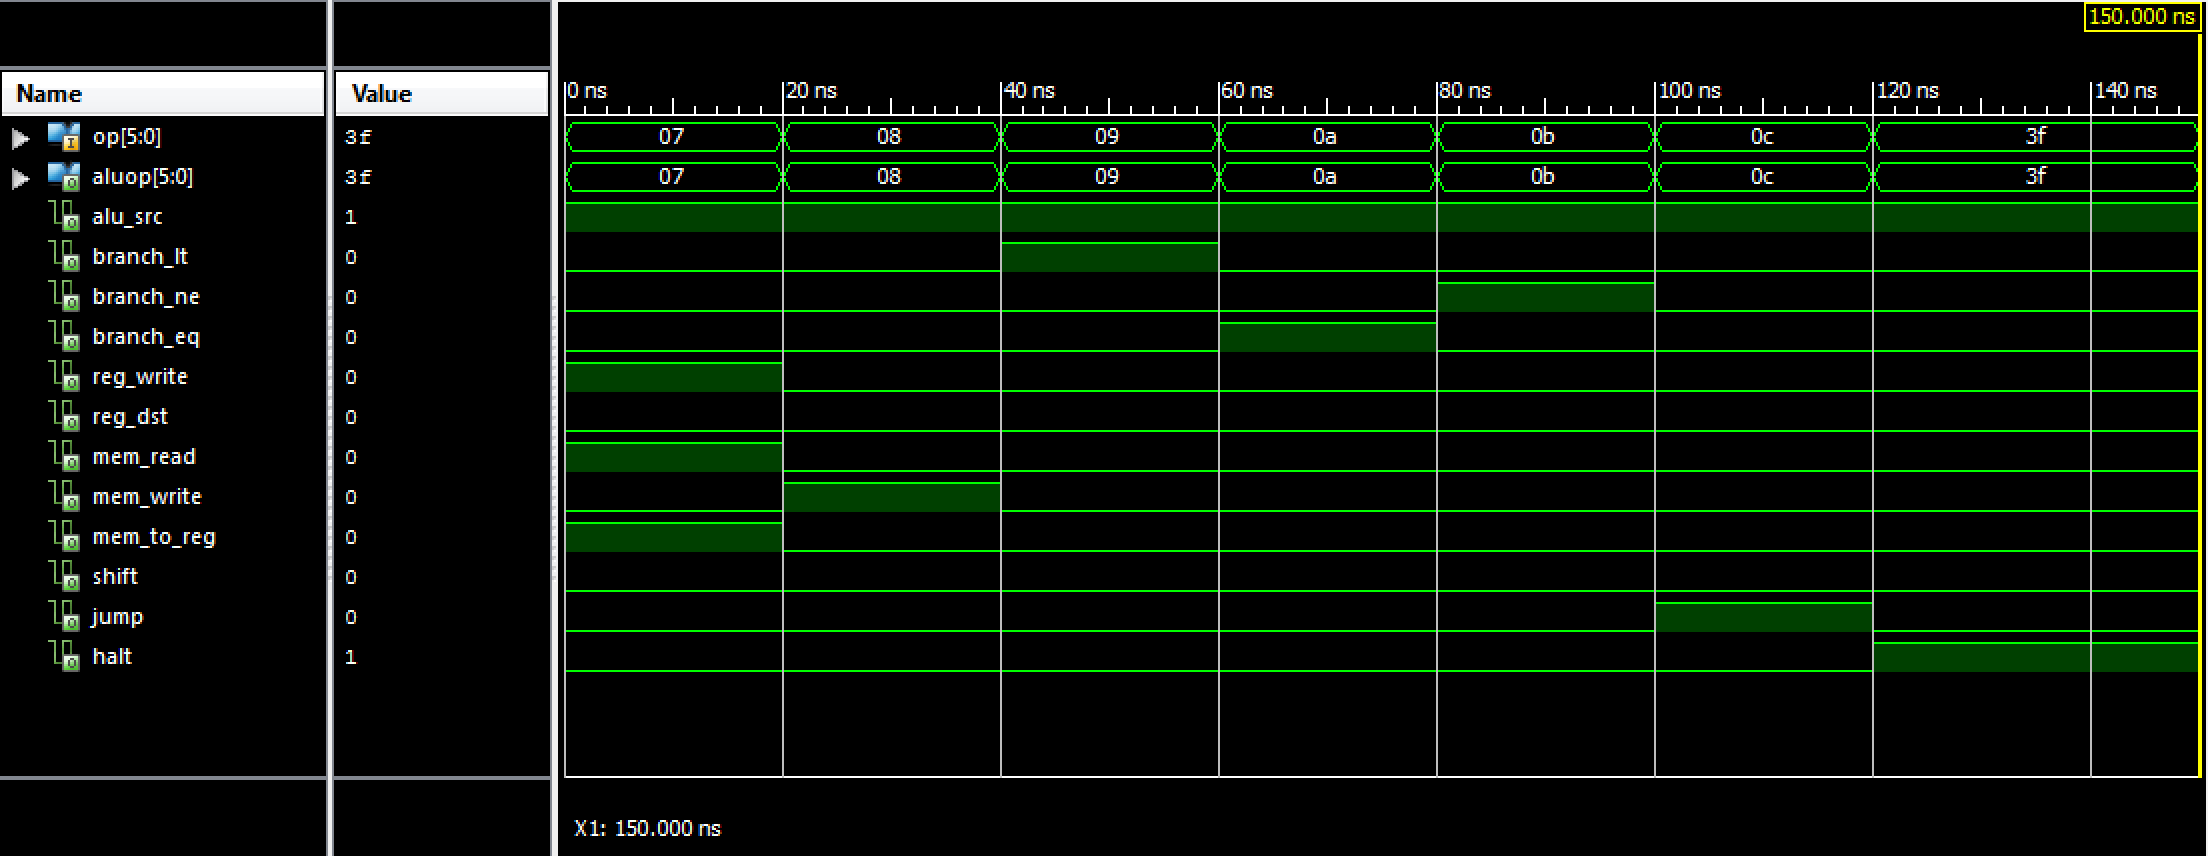 150.000 ns
Name Value 0 ns 20 ns 40 ns 60 ns 80 ns 100 ns 120 ns 140 ns
op[5:0] 3f 07 08 09 0a 0b 0c 3f
aluop[5:0] 3f 07 08 09 0a 0b 0c 3f
alu_src 1
branch_lt 0
branch_ne 0
branch_eq 0
reg_write 0
reg_dst 0
mem_read 0
mem_write 0
mem_to_reg 0
shift 0
jump 0
halt 1
X1: 150.000 ns